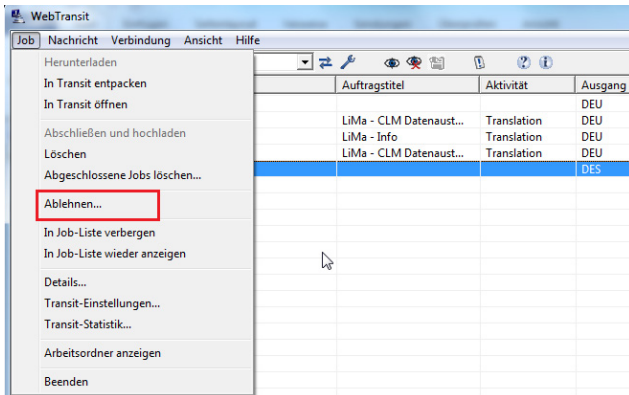 WebTransit
Job Nachricht Verbindung Ansicht Hilfe
Herunterladen
In Transit entpacken
In Transit öffnen
Abschließen und hochladen
Löschen
Abgeschlossene Jobs löschen...
Ablehnen...
In Job-Liste verbergen
In Job-Liste wieder anzeigen
Details...
Transit-Einstellungen...
Transit-Statistik...
Arbeitsordner anzeigen
Beenden
Auftragstitel Aktivität Ausgang
DEU
LiMa - CLM Datenaust... Translation DEU
LiMa - Info Translation DEU
LiMa - CLM Datenaust... Translation DEU
DES